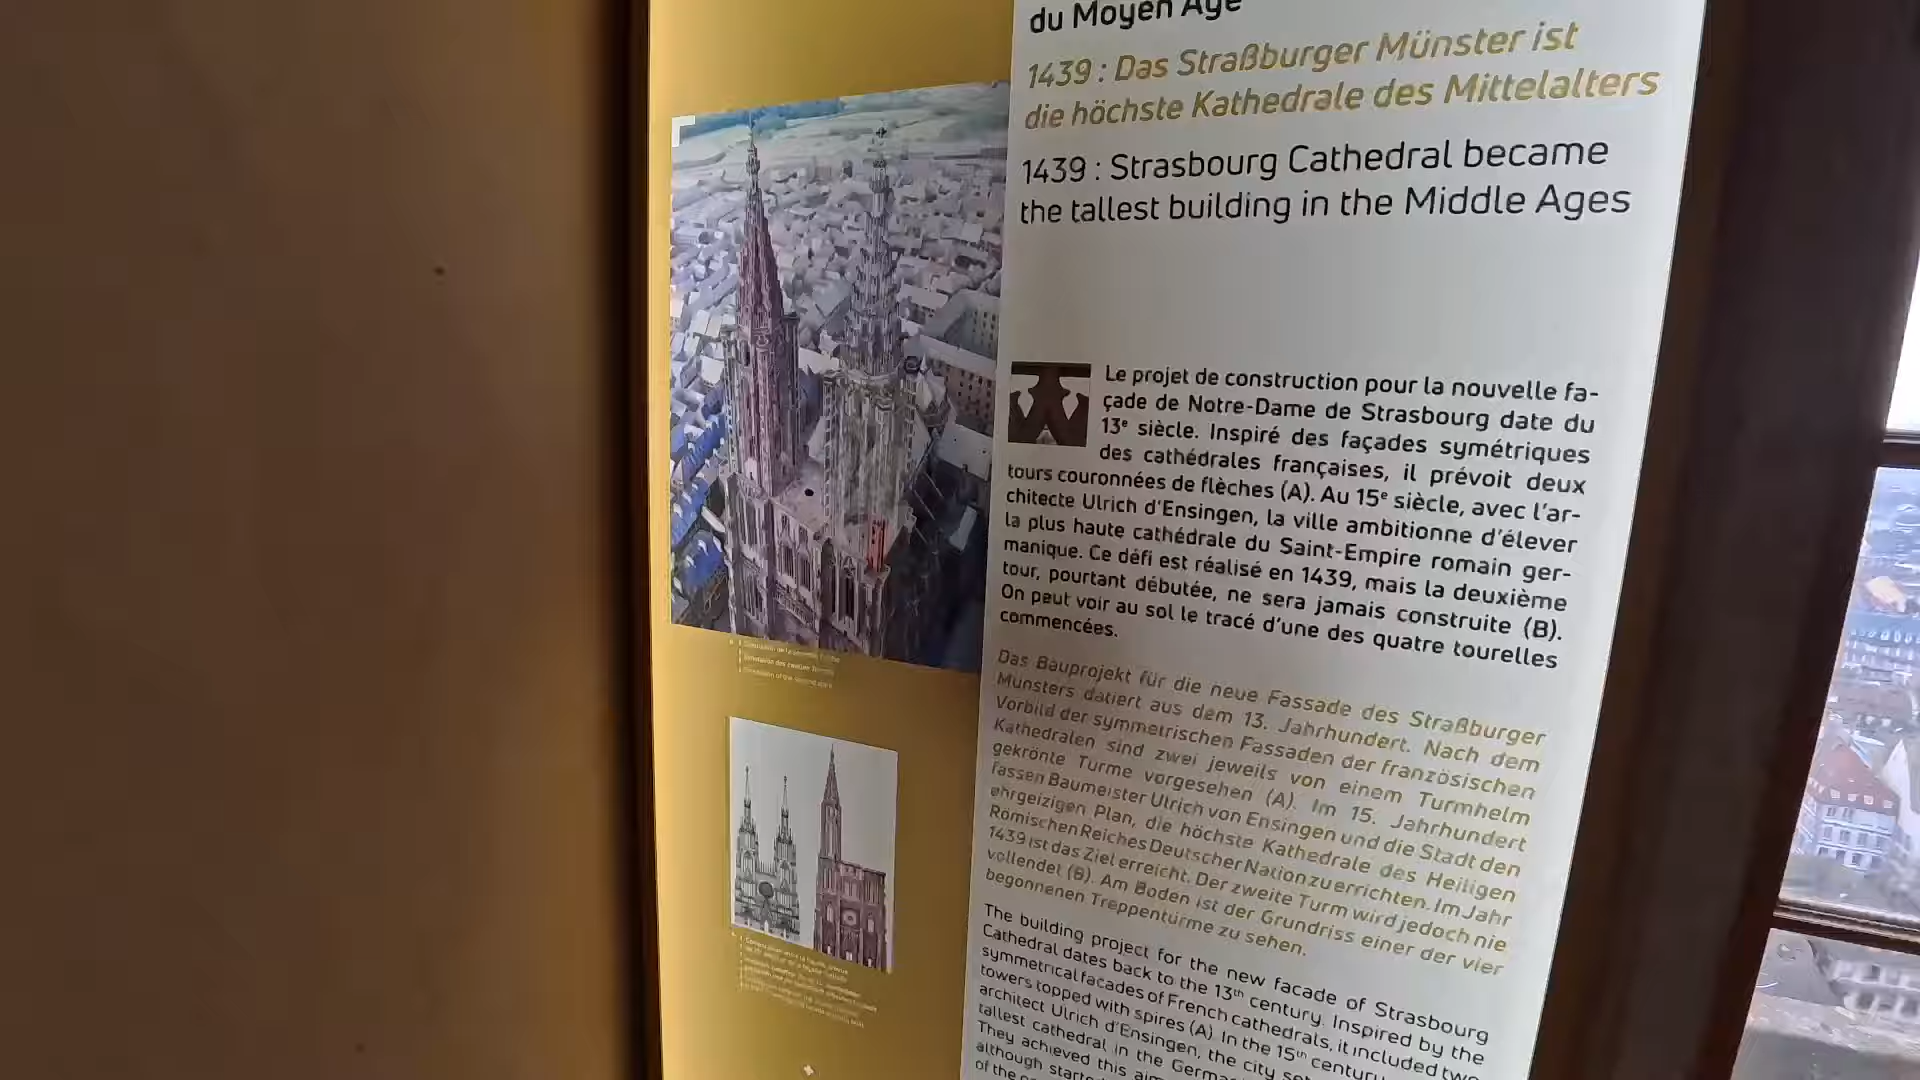 du Moyen Âge
1439 : Das Straßburger Münster ist
die höchste Kathedrale des Mittelalters
1439 : Strasbourg Cathedral became
the tallest building in the Middle Ages
Le projet de construction pour la nouvelle fa-
çade de Notre-Dame de Strasbourg date du
13e siècle. Inspiré des façades symétriques
des cathédrales françaises, il prévoit deux
tours couronnées de flèches (A). Au 15e siècle, avec l'ar-
chitecte Ulrich d'Ensingen, la ville ambitionne d'élever
la plus haute cathédrale du Saint-Empire romain ger-
manique. Ce défi est réalisé en 1439, mais la deuxième
tour, pourtant débutée, ne sera jamais construite (B).
On peut voir au sol le tracé d'une des quatre tourelles
commencées.
Das Bauprojekt für die neue Fassade des Straßburger
Münsters datiert aus dem 13. Jahrhundert. Nach dem
Vorbild der symmetrischen Fassaden der französischen
Kathedralen sind zwei jeweils von einem Turmhelm
gekrönte Türme vorgesehen (A). Im 15. Jahrhundert
fassen Baumeister Ulrich von Ensingen und die Stadt den
ehrgeizigen Plan, die höchste Kathedrale des Heiligen
Römischen Reiches Deutscher Nation zu errichten. Im Jahr
1439 ist das Ziel erreicht. Der zweite Turm wird jedoch nie
vollendet (B). Am Boden ist der Grundriss einer der vier
begonnenen Treppentürme zu sehen.
The building project for the new facade of Strasbourg
Cathedral dates back to the 13th century. Inspired by the
symmetrical facades of French cathedrals, it included two
towers topped with spires (A). In the 15th century,
architect Ulrich d'Ensingen, the city
tallest cathedral in the
They achieved this
although
of the